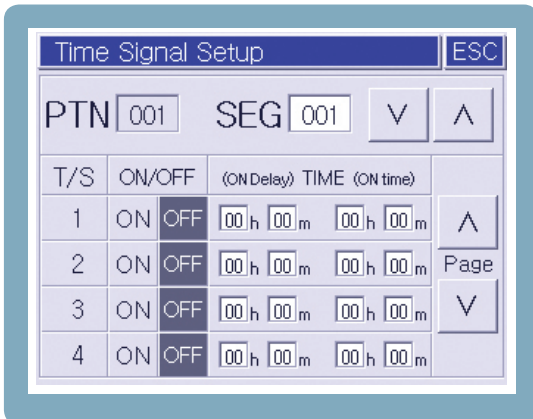 Time Signal Setup ESC
PTN 001 SEG 001 V Λ
T/S ON/OFF (ON Delay) TIME (ON time)
1 ON OFF 00 h 00 m 00 h 00 m
2 ON OFF 00 h 00 m 00 h 00 m Page
3 ON OFF 00 h 00 m 00 h 00 m
4 ON OFF 00 h 00 m 00 h 00 m